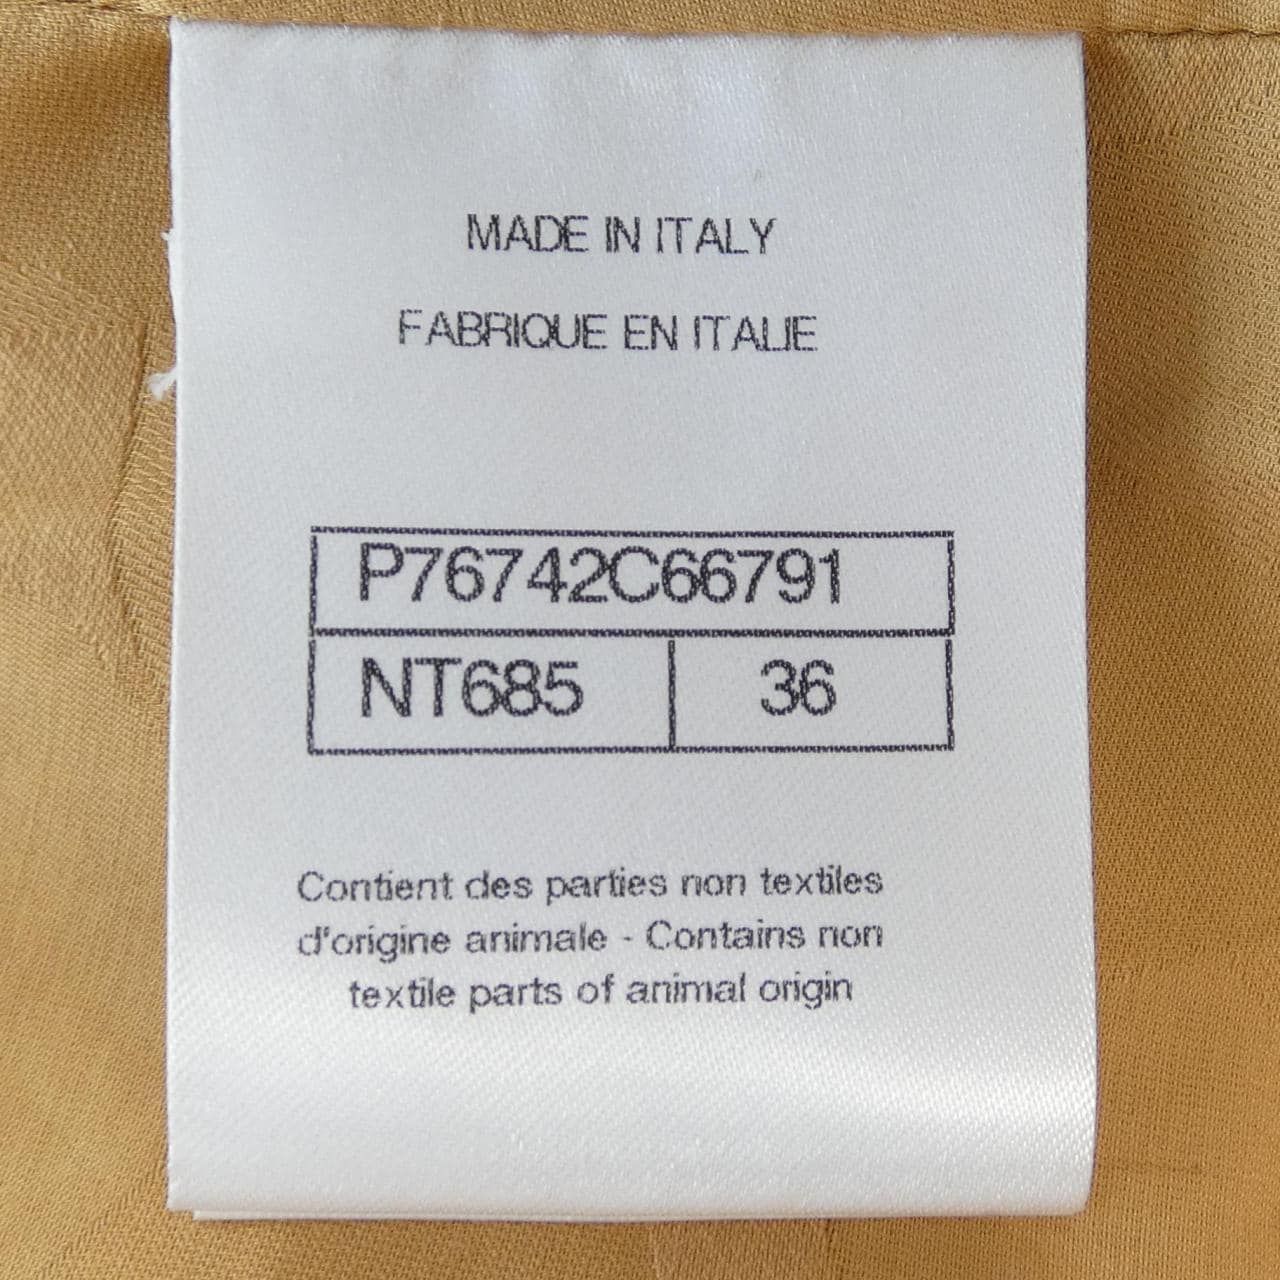 MADE IN ITALY
FABRIQUE EN ITALIE
P76742C66791
NT685 36
Contient des parties non textiles
d'origine animale - Contains non
textile parts of animal origin